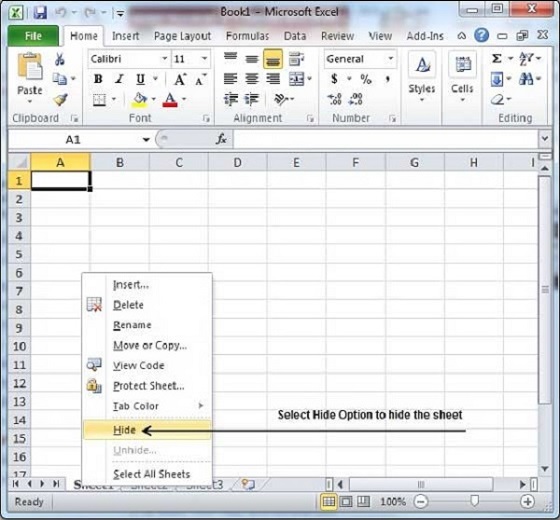 Book1 - Microsoft Excel
File Home Insert Page Layout Formulas Data Review View Add-Ins
Calibri 11 General
Paste B I U A A $ % , Styles Cells
Clipboard Font Alignment Number Editing
A1 fx
A B C D E F G H I
1
2
3
4
5
6
7
8
9
10
11
12
13
14
15
16
17
Insert...
Delete
Rename
Move or Copy...
View Code
Protect Sheet...
Tab Color
Hide
Unhide...
Select All Sheets
Select Hide Option to hide the sheet
Sheet1 Sheet2 Sheet3
Ready 100%